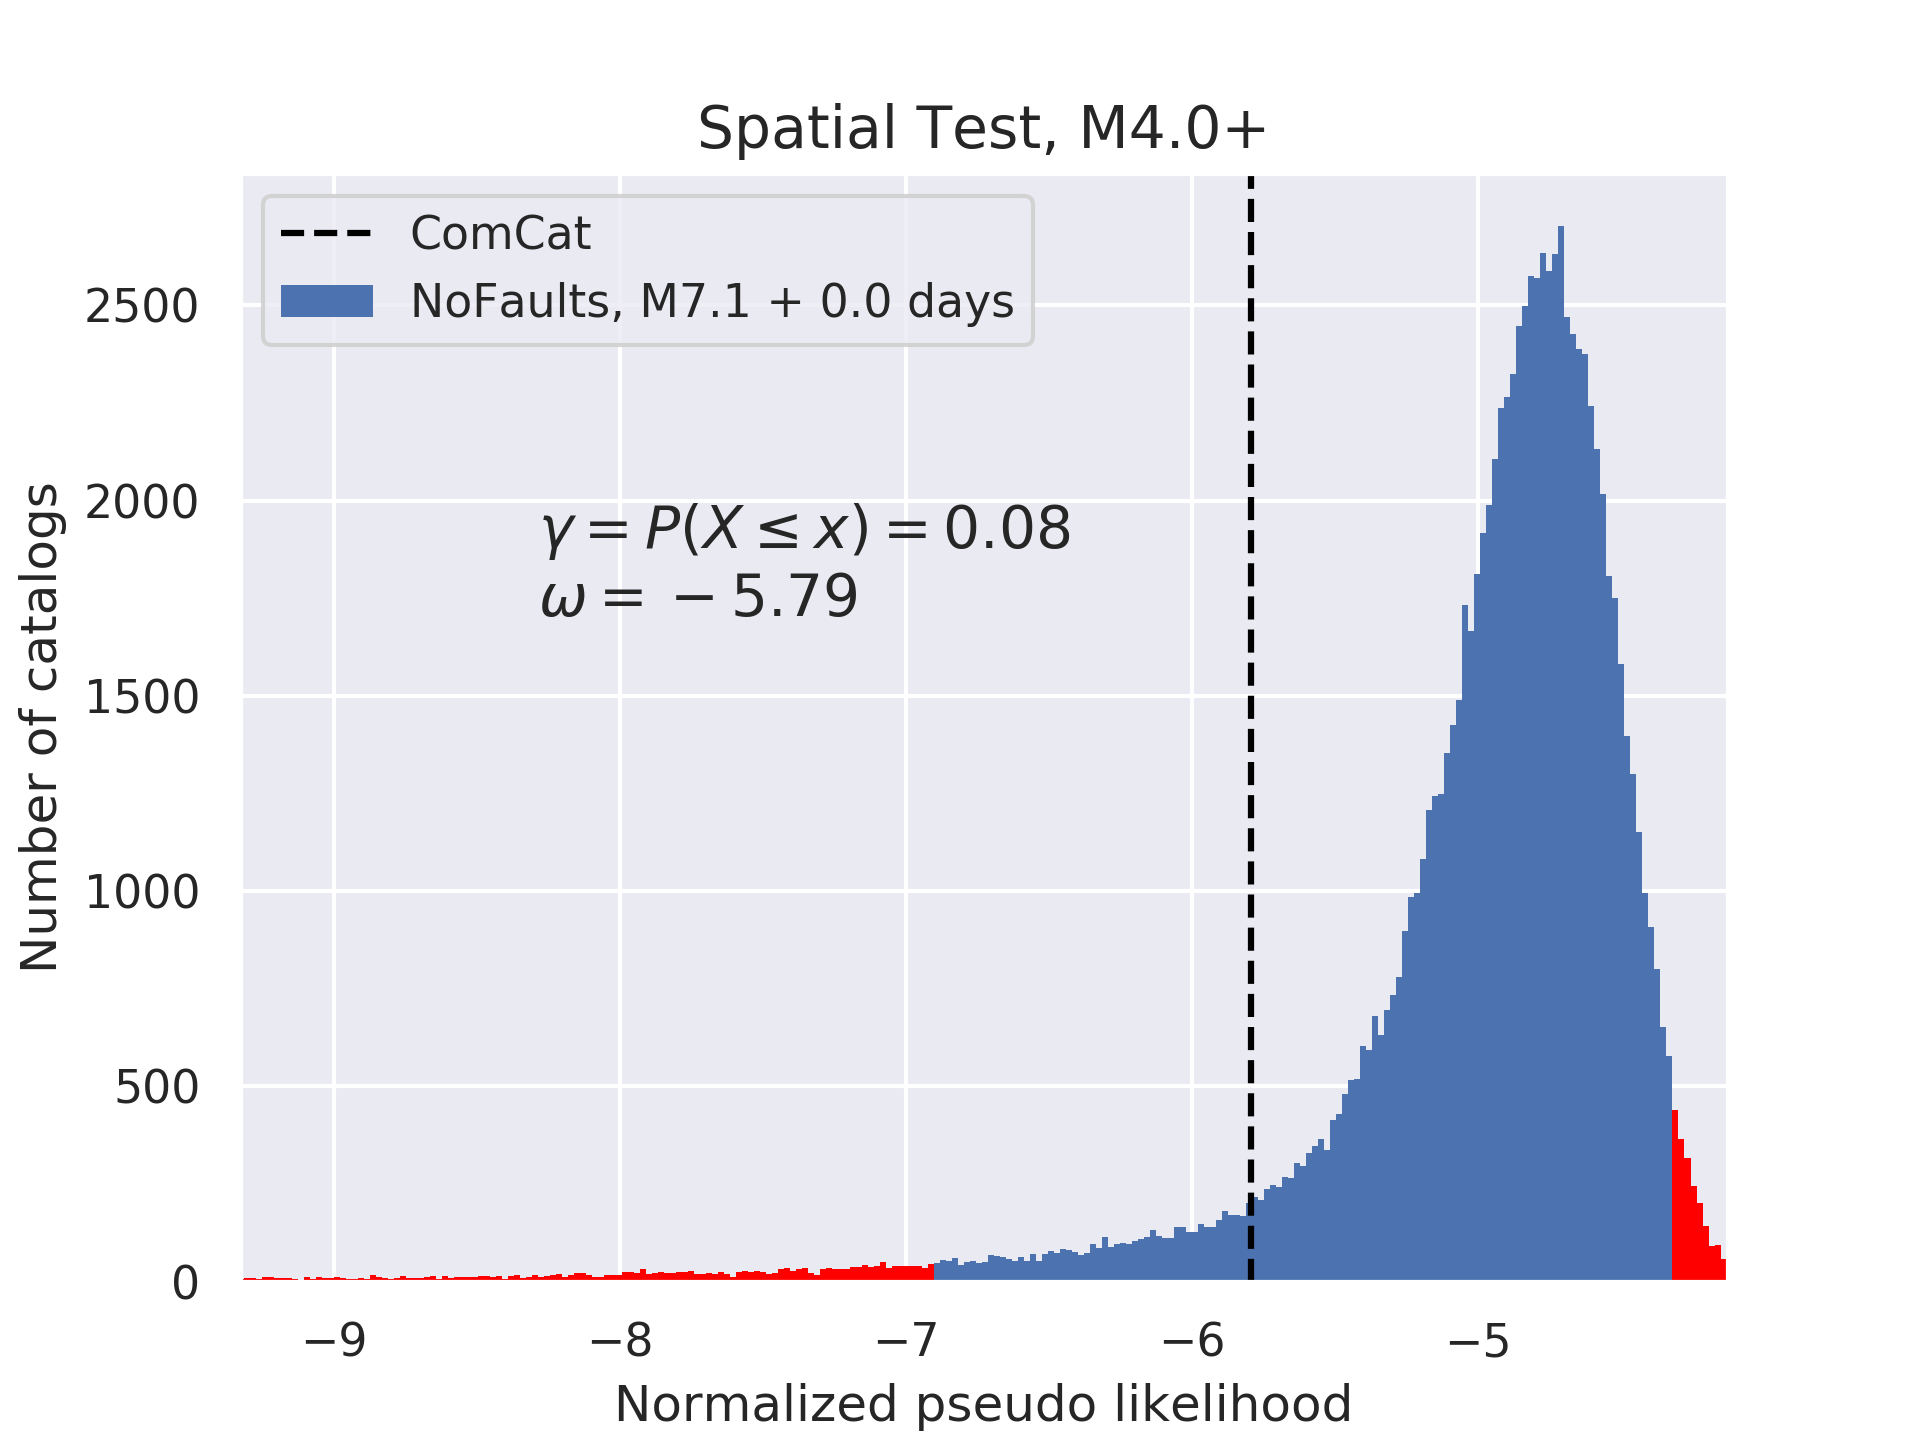 Spatial Test, M4.0+
ComCat
NoFaults, M7.1 + 0.0 days
γ = P(X ≤ x) = 0.08
ω = −5.79
Number of catalogs
2500
2000
1500
1000
500
0
−9 −8 −7 −6 −5
Normalized pseudo likelihood